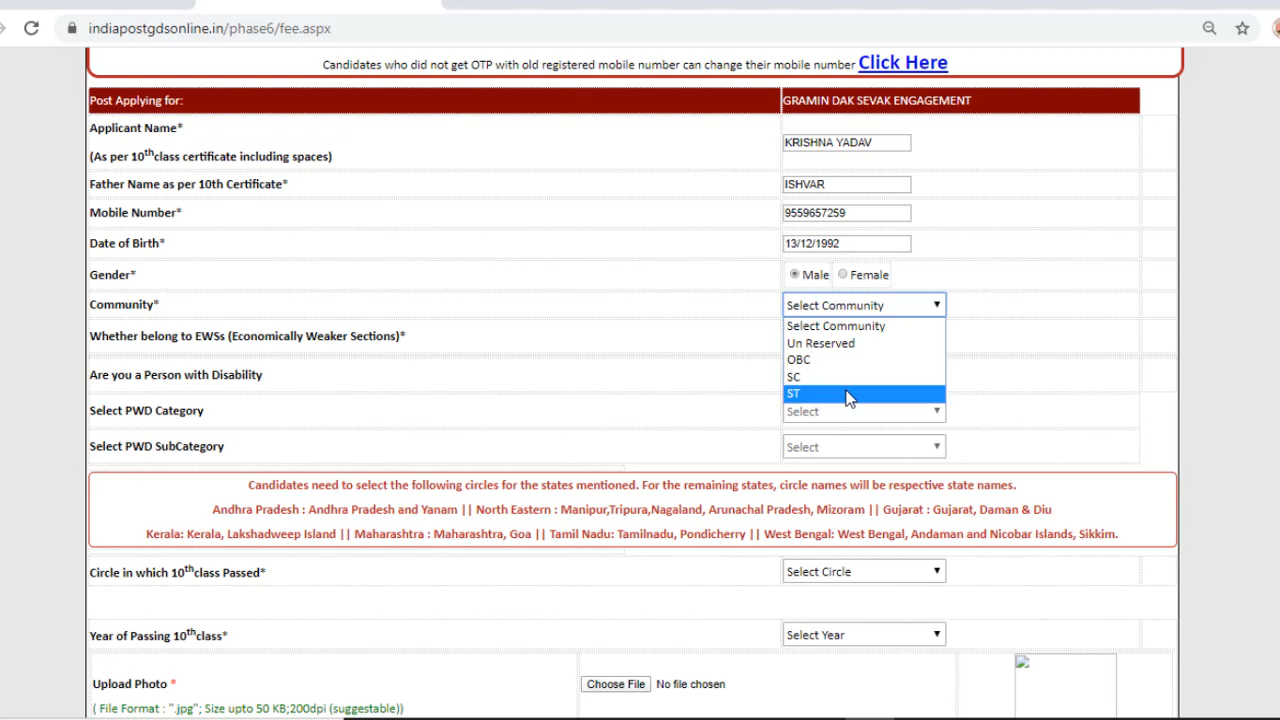 indiapostgdsonline.in/phase6/fee.aspx
Candidates who did not get OTP with old registered mobile number can change their mobile number Click Here
Post Applying for: GRAMIN DAK SEVAK ENGAGEMENT
Applicant Name*
(As per 10thclass certificate including spaces) KRISHNA YADAV
Father Name as per 10th Certificate* ISHVAR
Mobile Number* 9559657259
Date of Birth* 13/12/1992
Gender* Male Female
Community* Select Community
Select Community
Un Reserved
OBC
SC
ST
Whether belong to EWSs (Economically Weaker Sections)*
Are you a Person with Disability
Select PWD Category Select
Select PWD SubCategory Select
Candidates need to select the following circles for the states mentioned. For the remaining states, circle names will be respective state names.
Andhra Pradesh : Andhra Pradesh and Yanam || North Eastern : Manipur,Tripura,Nagaland, Arunachal Pradesh, Mizoram || Gujarat : Gujarat, Daman & Diu
Kerala: Kerala, Lakshadweep Island || Maharashtra : Maharashtra, Goa || Tamil Nadu: Tamilnadu, Pondicherry || West Bengal: West Bengal, Andaman and Nicobar Islands, Sikkim.
Circle in which 10thclass Passed* Select Circle
Year of Passing 10thclass* Select Year
Upload Photo * Choose File No file chosen
( File Format : ".jpg"; Size upto 50 KB;200dpi (suggestable))